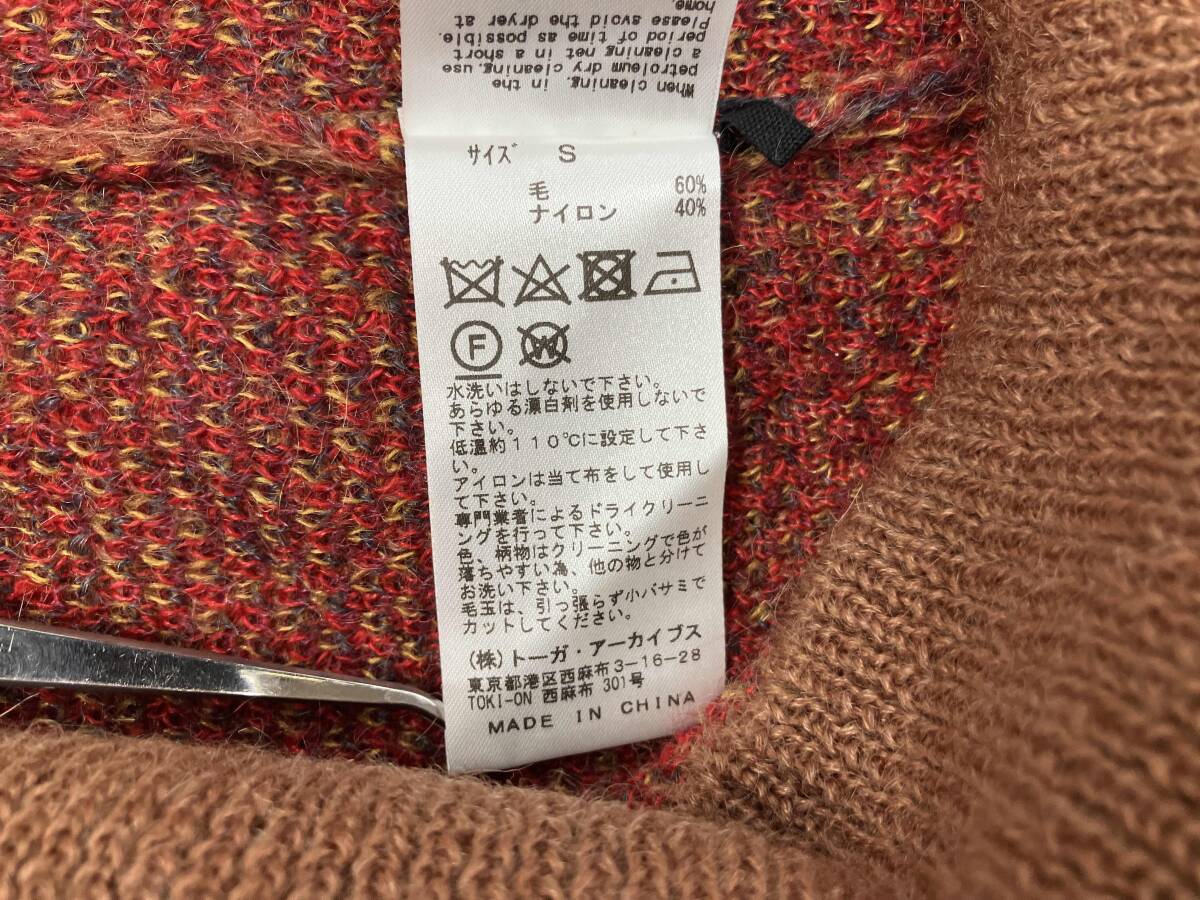 When cleaning, in the
petroleum dry cleaning, use
a cleaning net in a short
period of time as possible.
Please avoid the dryer at
home.
サイズ S
毛 60%
ナイロン 40%
F W
水洗いはしないで下さい。
あらゆる漂白剤を使用しないで
下さい。
低温約110℃に設定して下さ
い。
アイロンは当て布をして使用し
て下さい。
専門業者によるドライクリーニ
ングを行って下さい。
色、柄物はクリーニングで色が
落ちやすい為、他の物と分けて
お洗い下さい。
毛玉は、引っ張らず小バサミで
カットしてください。
(株)トーガ・アーカイブス
東京都港区西麻布3-16-28
TOKI-ON 西麻布 301号
MADE IN CHINA